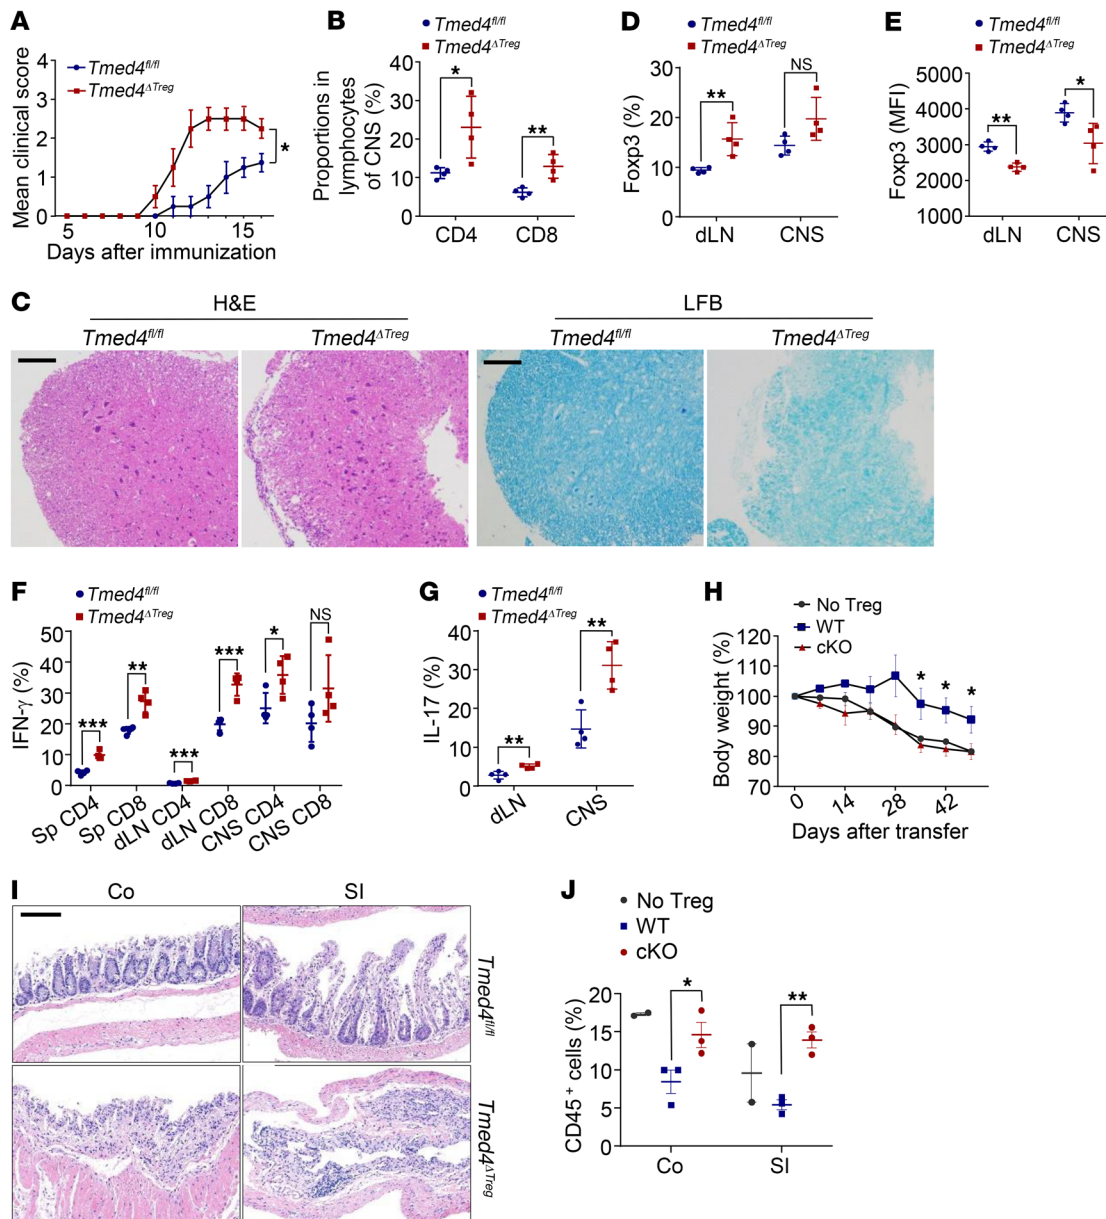 A
Tmed4fl/fl
Tmed4ΔTreg
Mean clinical score
4
3
2
1
0
*
5
10
15
Days after immunization
B
Tmed4fl/fl
Tmed4ΔTreg
Proportions in
lymphocytes
of CNS (%)
40
30
20
10
0
*
**
CD4
CD8
D
Tmed4fl/fl
Tmed4ΔTreg
Foxp3 (%)
30
20
10
0
**
NS
dLN
CNS
E
Tmed4fl/fl
Tmed4ΔTreg
Foxp3 (MFI)
5000
4000
3000
2000
1000
**
*
dLN
CNS
C
H&E
LFB
Tmed4fl/fl
Tmed4ΔTreg
Tmed4fl/fl
Tmed4ΔTreg
F
Tmed4fl/fl
Tmed4ΔTreg
IFN-γ (%)
50
40
30
20
10
0
***
**
***
***
*
NS
Sp CD4
Sp CD8
dLN CD4
dLN CD8
CNS CD4
CNS CD8
G
Tmed4fl/fl
Tmed4ΔTreg
IL-17 (%)
40
30
20
10
0
**
**
dLN
CNS
H
No Treg
WT
cKO
Body weight (%)
120
110
100
90
80
70
* * *
0
14
28
42
Days after transfer
I
Co
SI
Tmed4fl/fl
Tmed4ΔTreg
J
No Treg
WT
cKO
CD45+ cells (%)
20
15
10
5
0
*
**
Co
SI